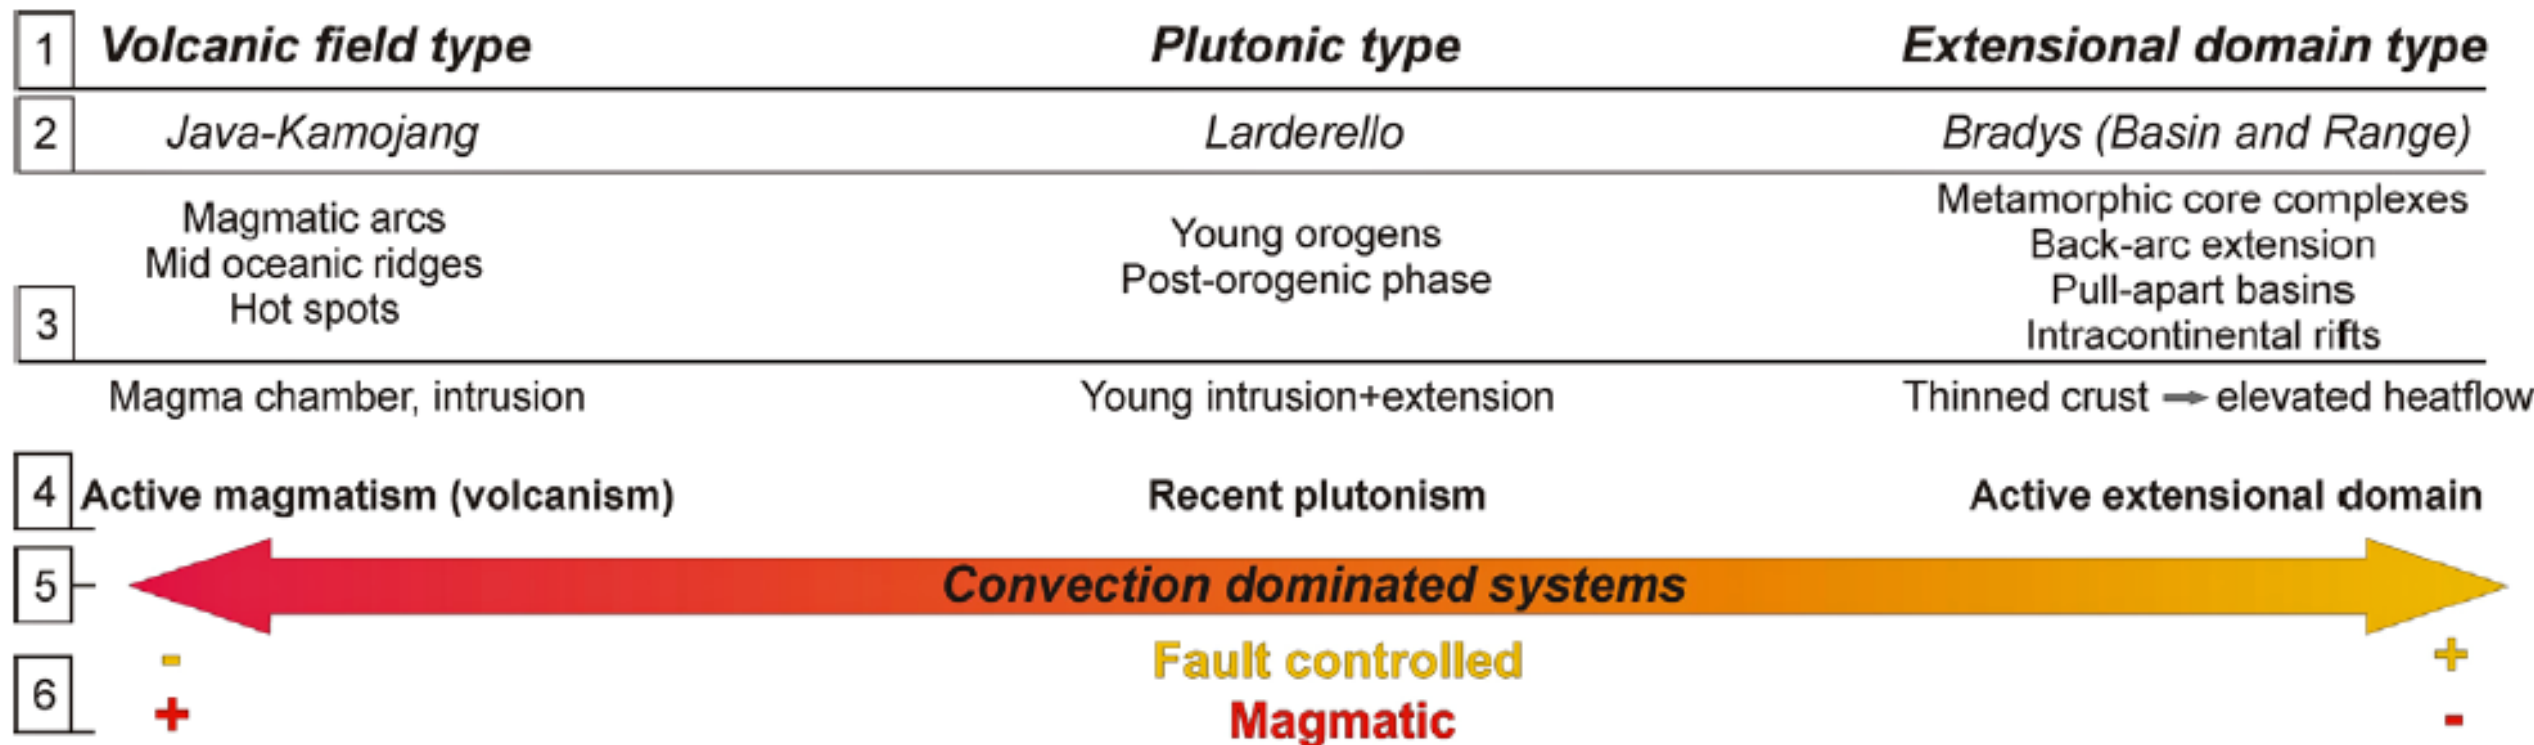 1 Volcanic field type Plutonic type Extensional domain type
2 Java-Kamojang Larderello Bradys (Basin and Range)
3
Magmatic arcs
Mid oceanic ridges
Hot spots
Young orogens
Post-orogenic phase
Metamorphic core complexes
Back-arc extension
Pull-apart basins
Intracontinental rifts
Magma chamber, intrusion Young intrusion+extension Thinned crust → elevated heatflow
4 Active magmatism (volcanism) Recent plutonism Active extensional domain
5 Convection dominated systems
6
- Fault controlled +
+ Magmatic -